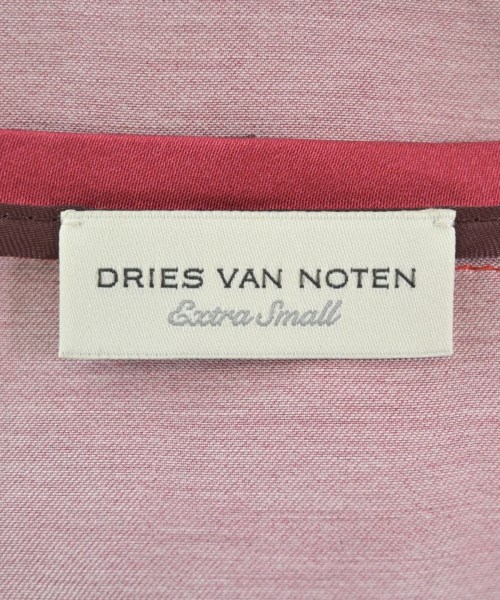 DRIES VAN NOTEN
Extra Small